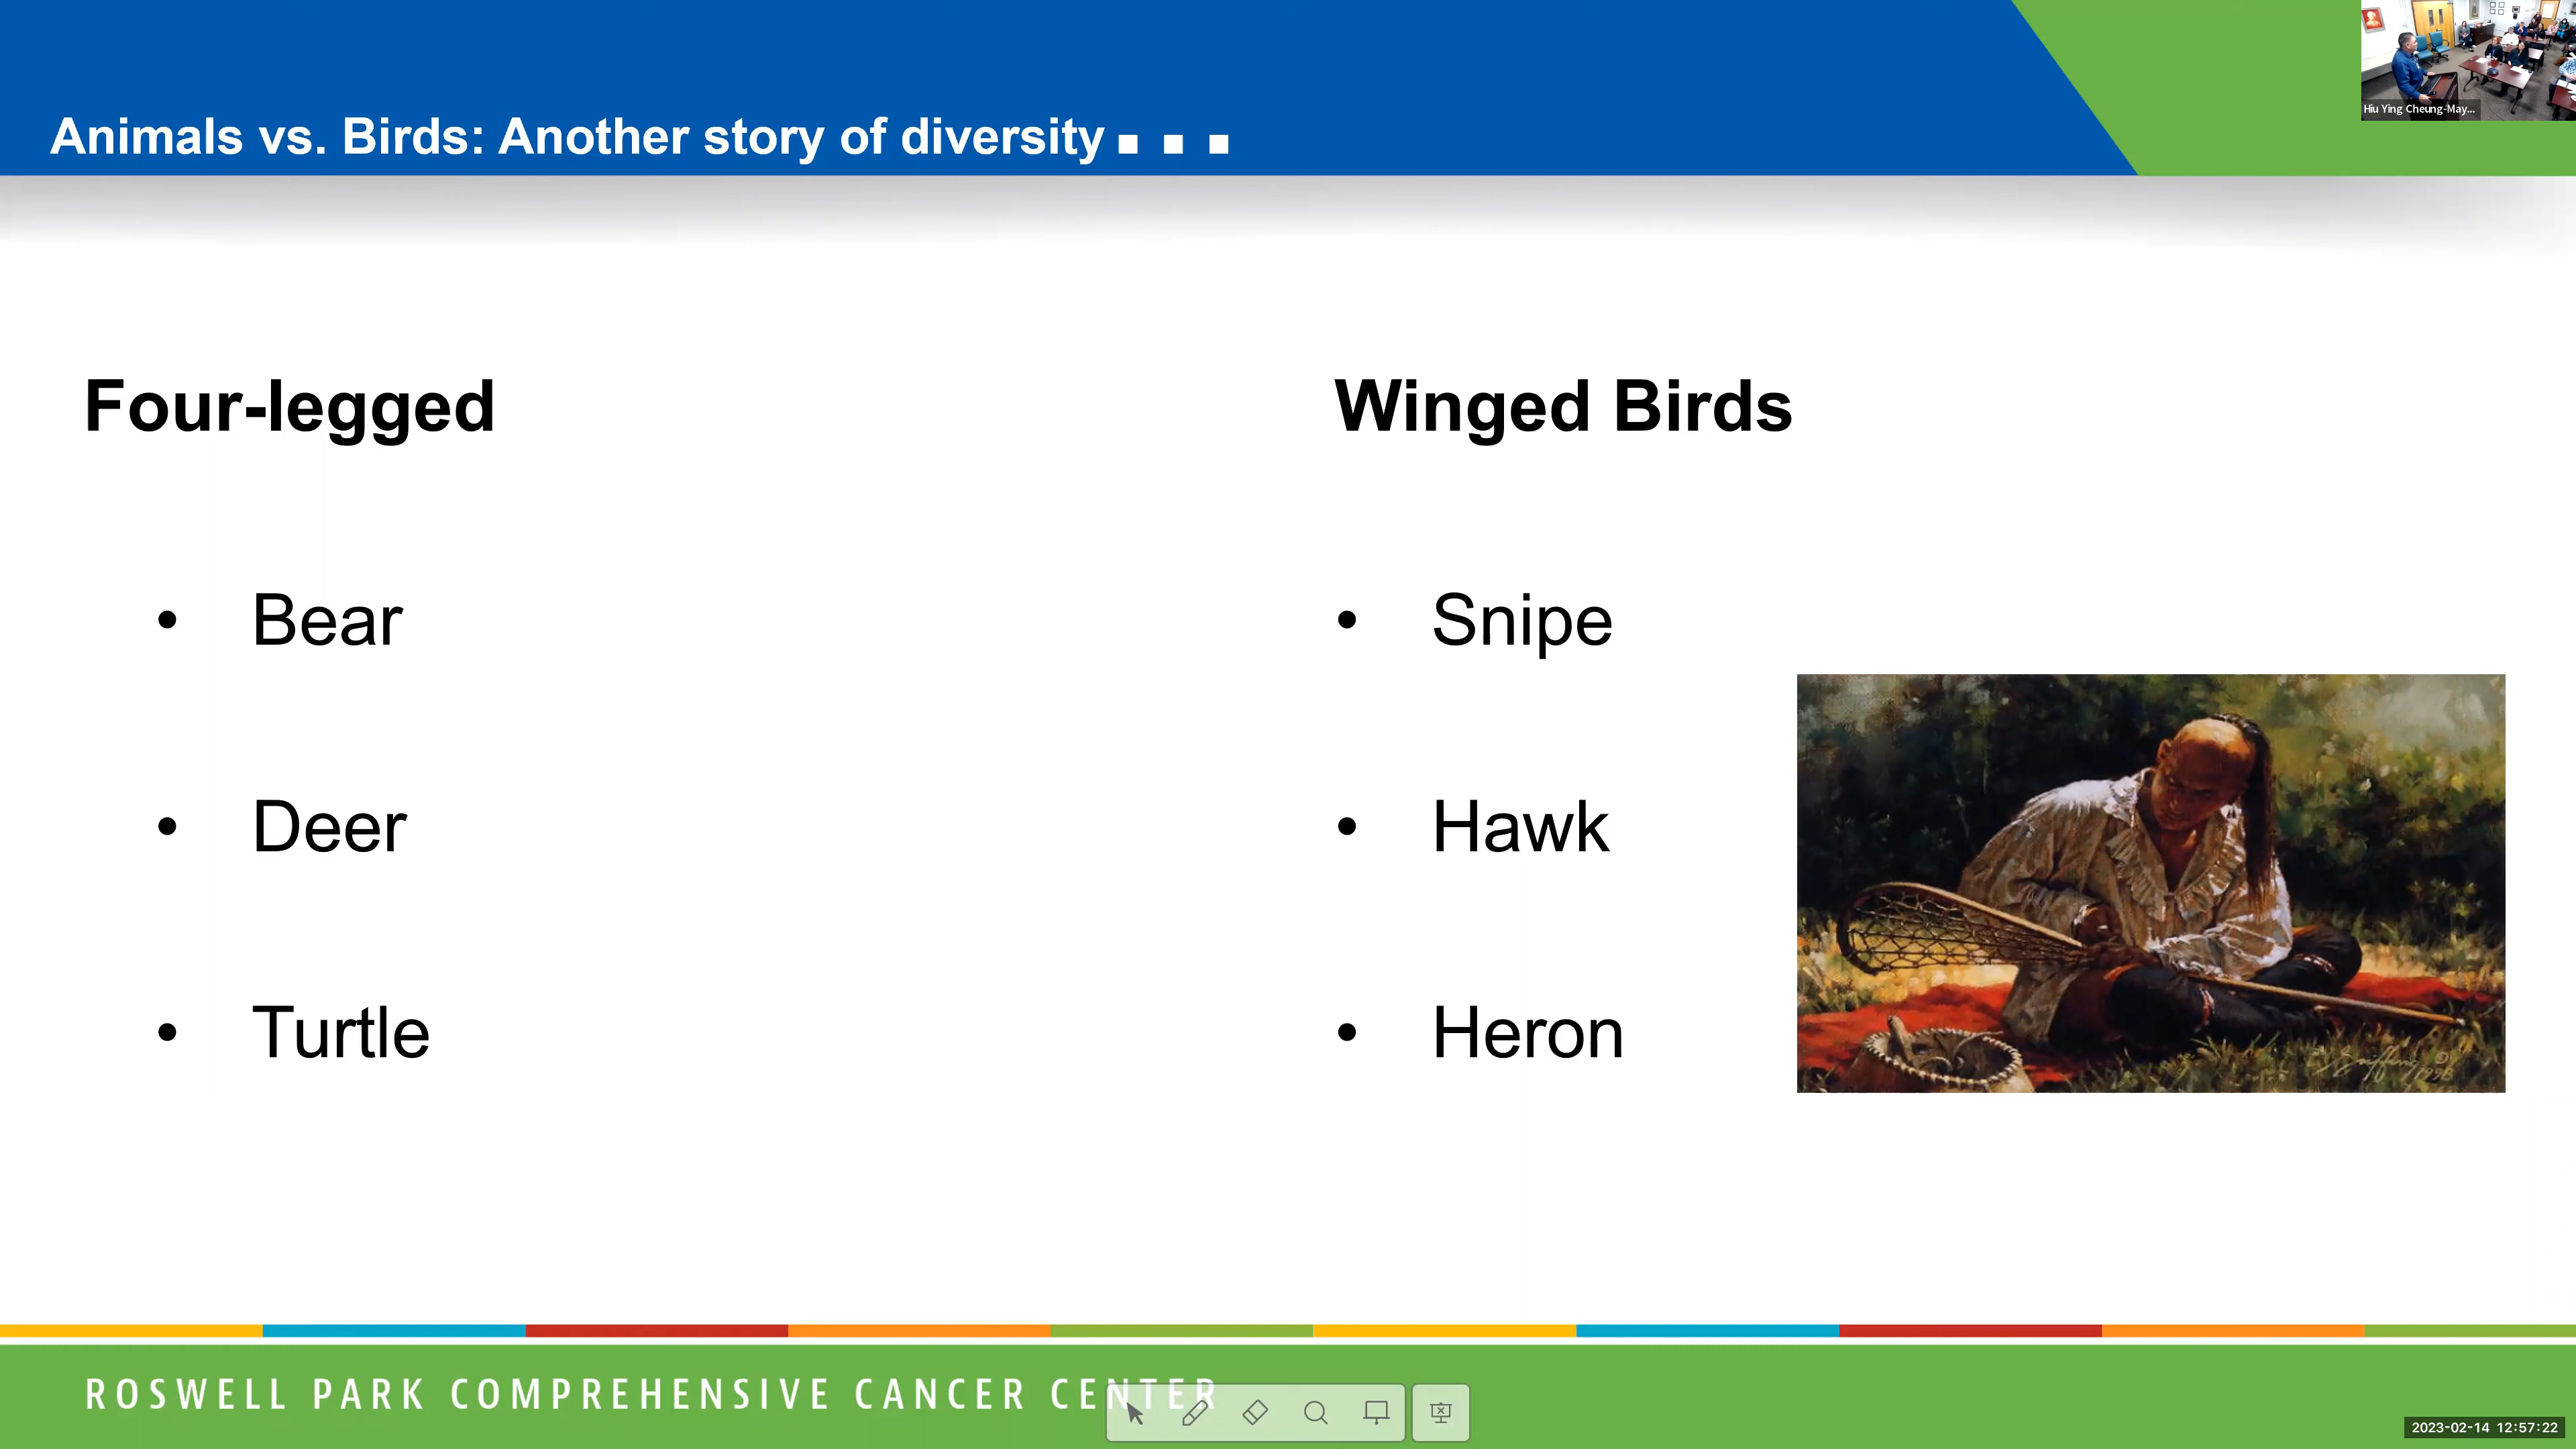 Animals vs. Birds: Another story of diversity...
Hiu Ying Cheung-May...
Four-legged
• Bear
• Deer
• Turtle
Winged Birds
• Snipe
• Hawk
• Heron
1998
ROSWELL PARK COMPREHENSIVE CANCER CENTER
2023-02-14 12:57:22